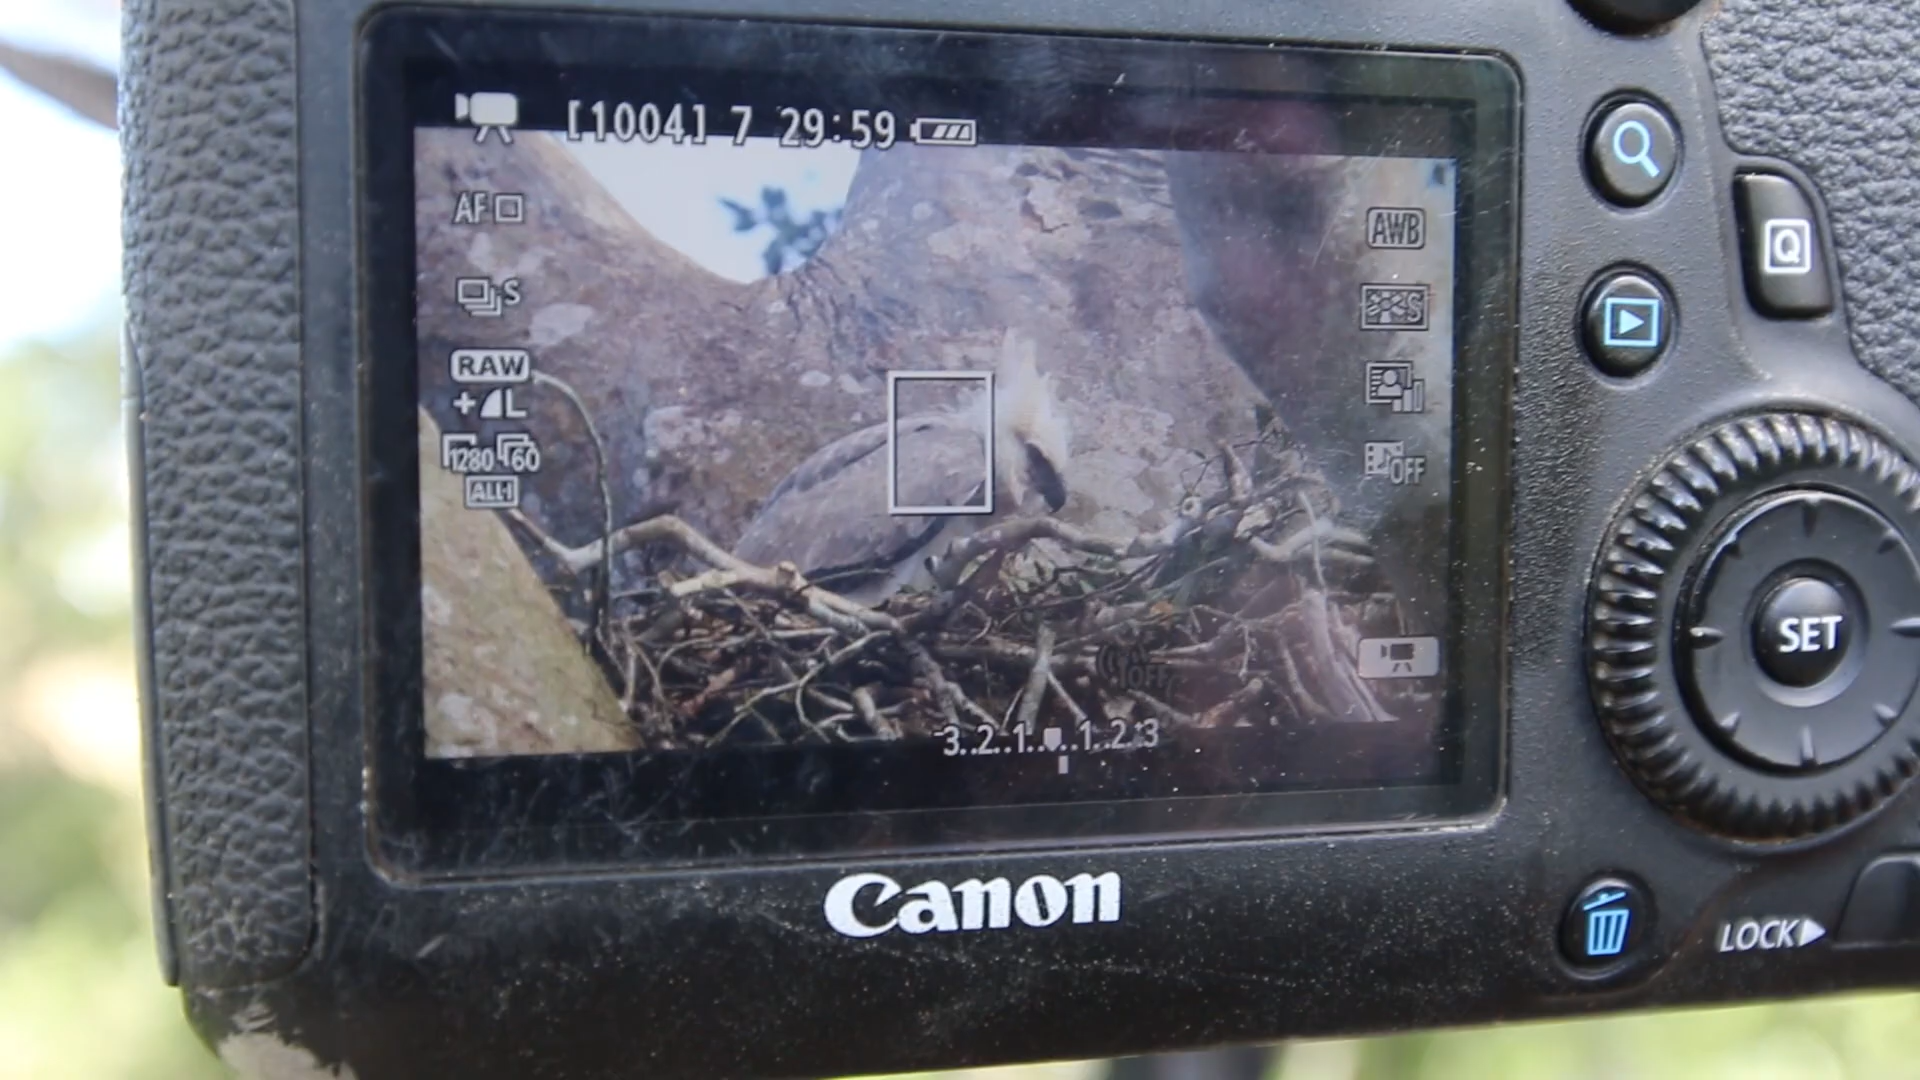 [1004] 7 29:59
AF
S
RAW
+L
1280 60
ALL-I
AWB
S
OFF
OFF
-3..2..1....1..2.:3
Canon
Q
SET
LOCK